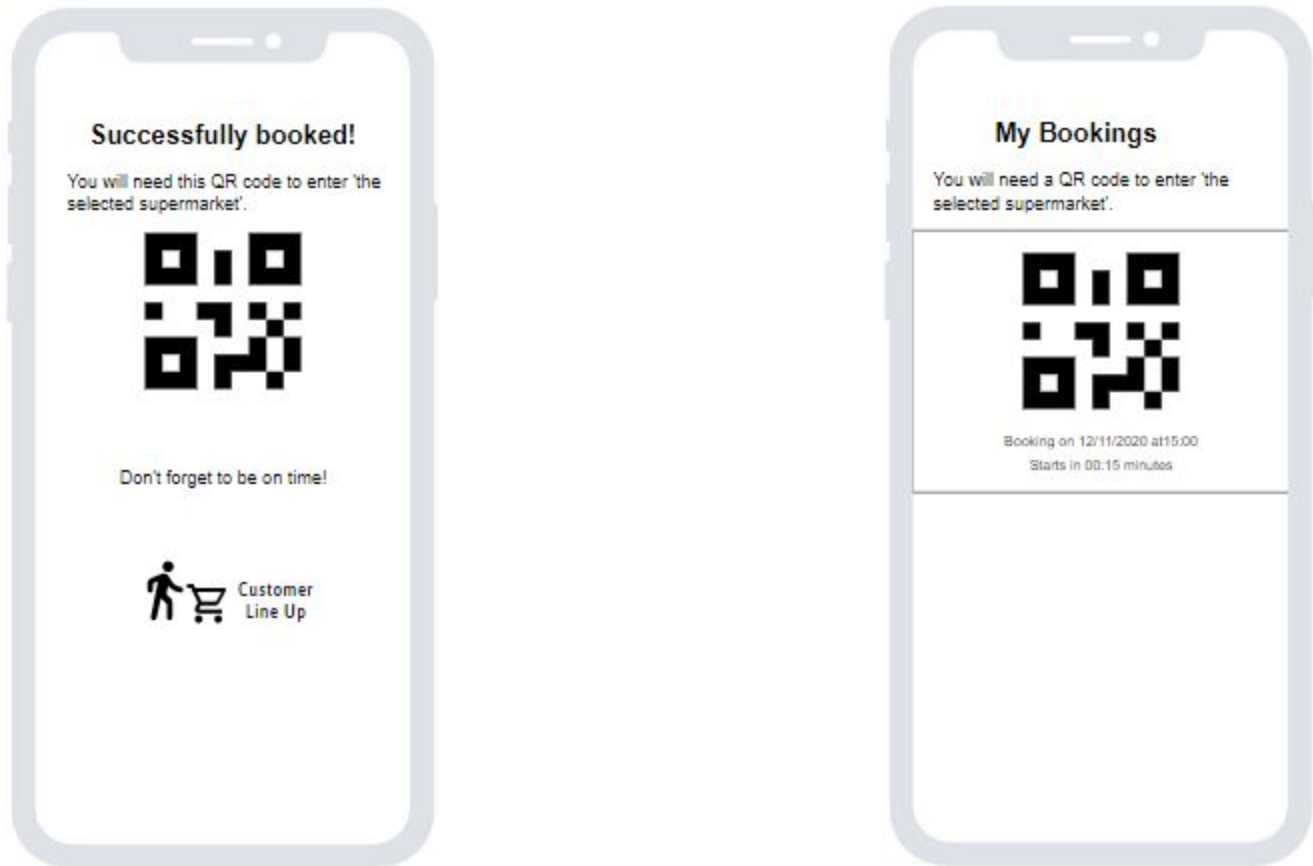 Successfully booked!
You will need this QR code to enter 'the
selected supermarket'.
Don't forget to be on time!
Customer
Line Up
My Bookings
You will need a QR code to enter 'the
selected supermarket'.
Booking on 12/11/2020 at15:00
Starts in 00:15 minutes